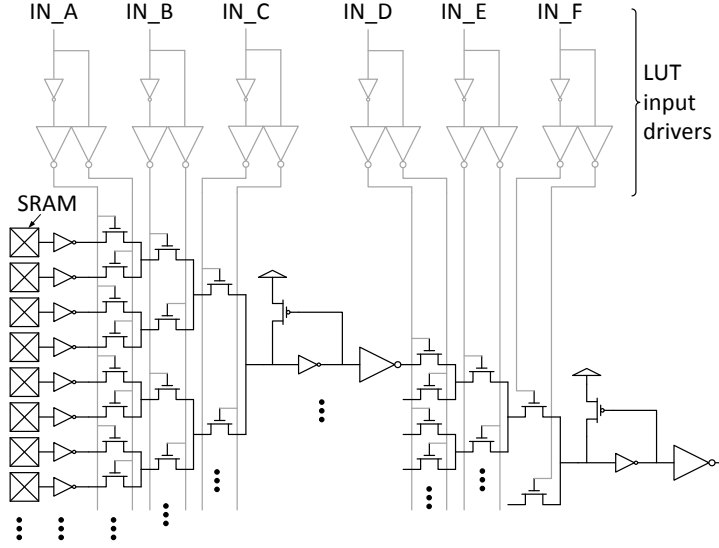 IN_A IN_B IN_C IN_D IN_E IN_F
LUT
input
drivers
SRAM